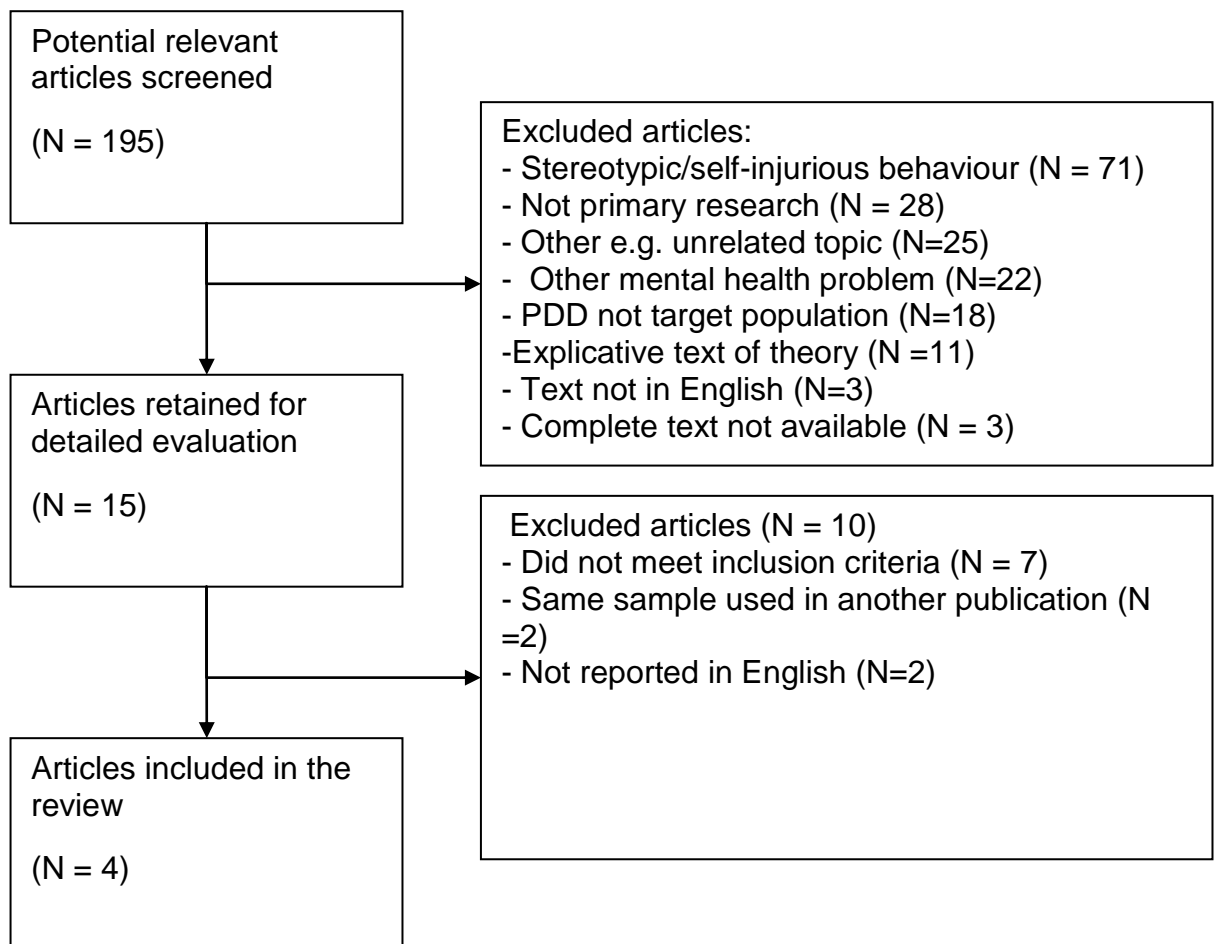 Potential relevant
articles screened
(N = 195)
Excluded articles:
- Stereotypic/self-injurious behaviour (N = 71)
- Not primary research (N = 28)
- Other e.g. unrelated topic (N=25)
-  Other mental health problem (N=22)
- PDD not target population (N=18)
-Explicative text of theory (N =11)
- Text not in English (N=3)
- Complete text not available (N = 3)
Articles retained for
detailed evaluation
(N = 15)
Excluded articles (N = 10)
- Did not meet inclusion criteria (N = 7)
- Same sample used in another publication (N
=2)
- Not reported in English (N=2)
Articles included in the
review
(N = 4)